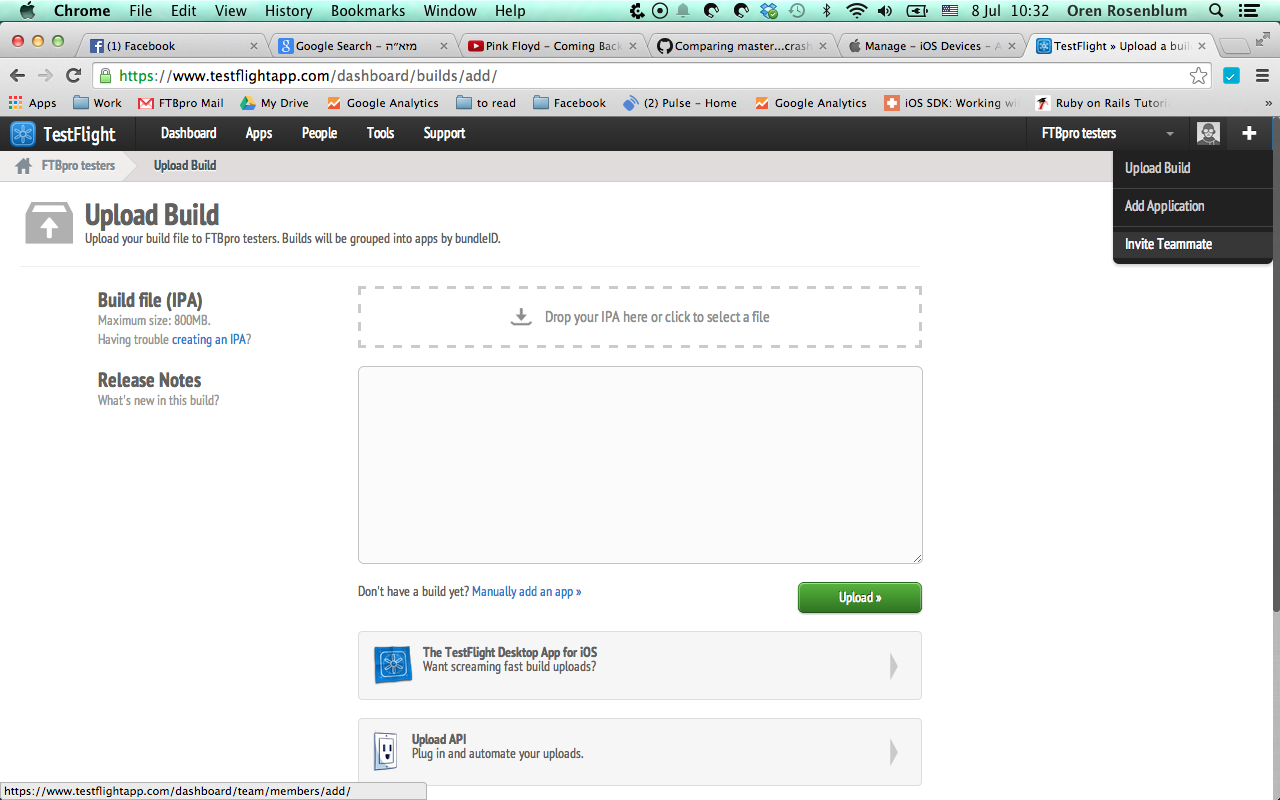 Chrome File Edit View History Bookmarks Window Help 8 Jul 10:32 Oren Rosenblum
(1) Facebook
Google Search - מזא״ה
Pink Floyd – Coming Back
Comparing master...crash
Manage – iOS Devices – A
TestFlight » Upload a buil
https://www.testflightapp.com/dashboard/builds/add/
Apps Work FTBpro Mail My Drive Google Analytics to read Facebook (2) Pulse – Home Google Analytics iOS SDK: Working wi Ruby on Rails Tutori »
TestFlight Dashboard Apps People Tools Support FTBpro testers
FTBpro testers Upload Build
Upload Build
Add Application
Invite Teammate
Upload Build
Upload your build file to FTBpro testers. Builds will be grouped into apps by bundleID.
Build file (IPA)
Maximum size: 800MB.
Having trouble creating an IPA?
Drop your IPA here or click to select a file
Release Notes
What's new in this build?
Don't have a build yet? Manually add an app »
Upload »
The TestFlight Desktop App for iOS
Want screaming fast build uploads?
Upload API
Plug in and automate your uploads.
https://www.testflightapp.com/dashboard/team/members/add/